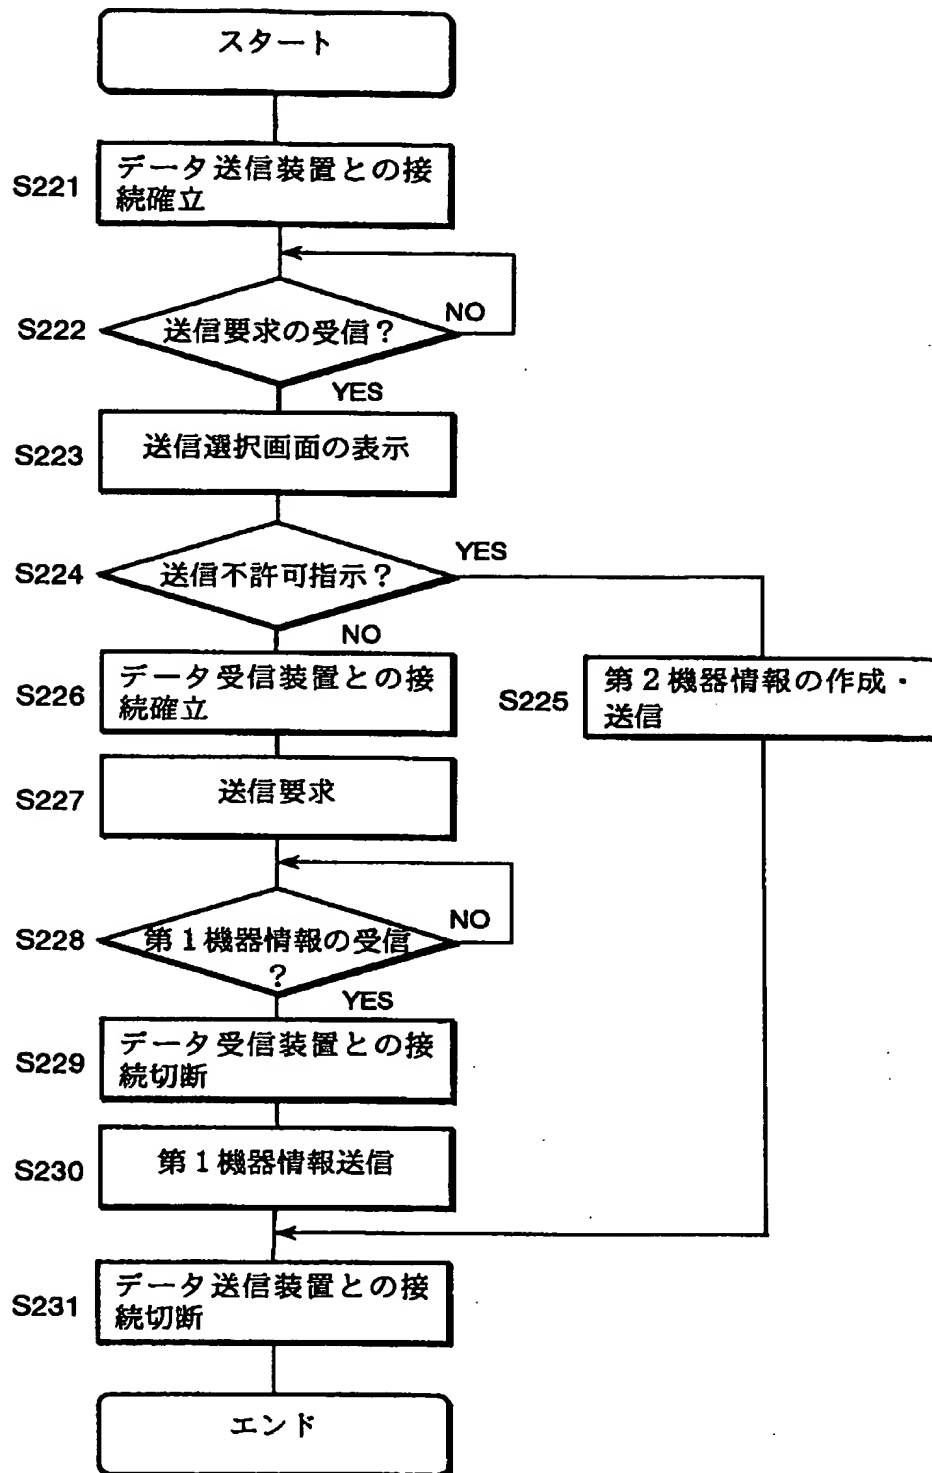 スタート
S221
データ送信装置との接
続確立
S222
送信要求の受信？
NO
YES
S223
送信選択画面の表示
S224
送信不許可指示？
YES
NO
S226
データ受信装置との接
続確立
S225
第２機器情報の作成・
送信
S227
送信要求
S228
第１機器情報の受信
？
NO
YES
S229
データ受信装置との接
続切断
S230
第１機器情報送信
S231
データ送信装置との接
続切断
エンド